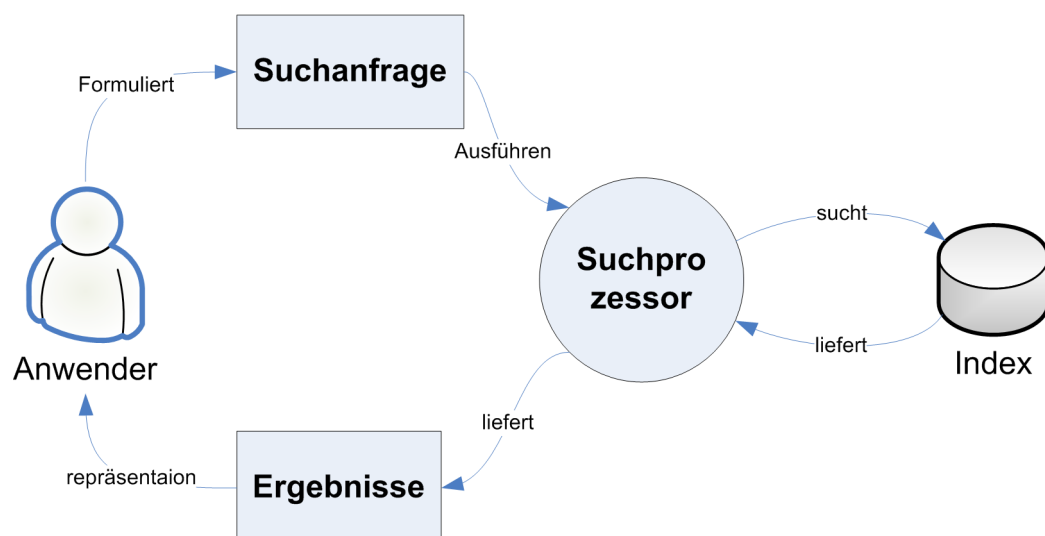 Suchanfrage
Formuliert
Ausführen
sucht
Suchpro
zessor
liefert
Index
Anwender
liefert
repräsentaion
Ergebnisse